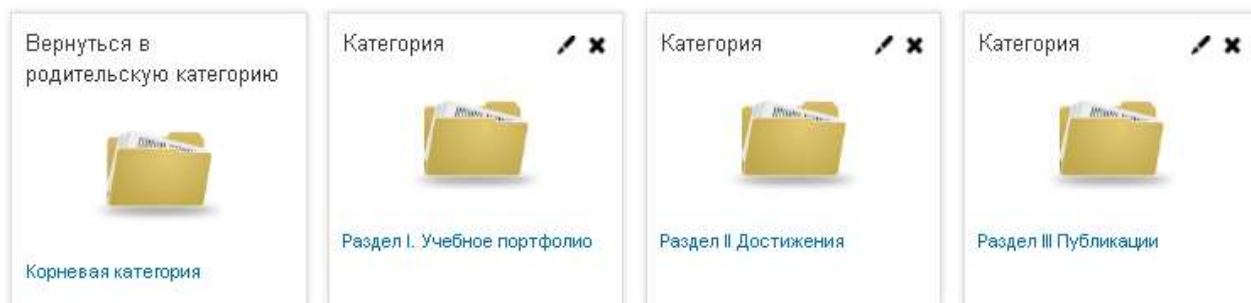 Вернуться в
родительскую категорию
Корневая категория
Категория
Раздел I. Учебное портфолио
Категория
Раздел II Достижения
Категория
Раздел III Публикации